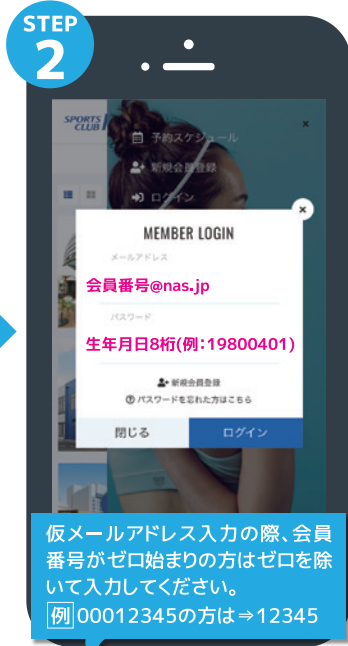 STEP
2
SPORTS
CLUB
予約スケジュール
新規会員登録
ログイン
MEMBER LOGIN
メールアドレス
会員番号@nas.jp
パスワード
生年月日8桁(例:19800401)
新規会員登録
パスワードを忘れた方はこちら
閉じる
ログイン
仮メールアドレス入力の際、会員
番号がゼロ始まりの方はゼロを除
いて入力してください。
例 00012345の方は⇒12345